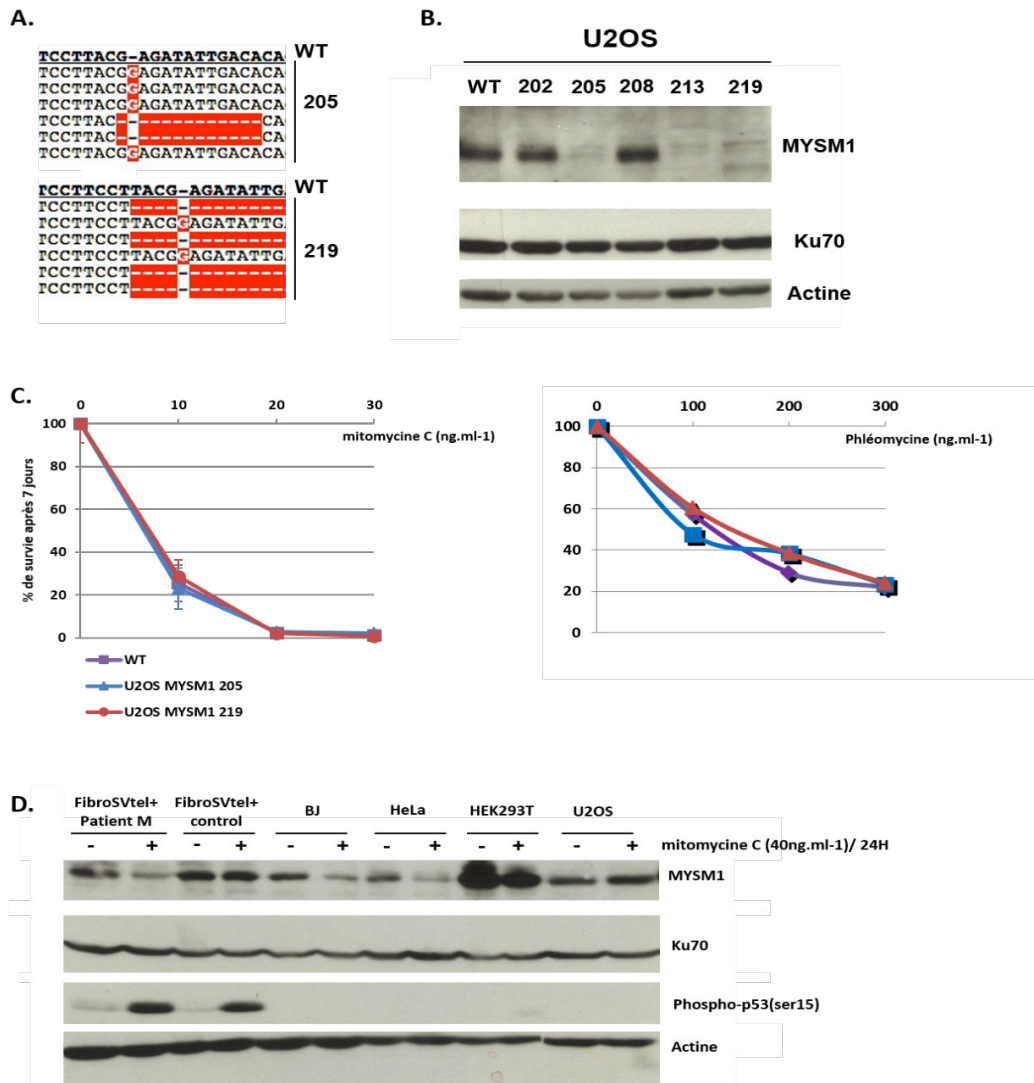 A.
TCCTTACG-AGATATTGACACA WT
TCCTTACGGAGATATTGACACA
TCCTTACGGAGATATTGACACA
TCCTTACGGAGATATTGACACA
205
TCCTTAC-------------CA
TCCTTAC-------------CA
TCCTTACGGAGATATTGACACA
TCCTTCCTTACG-AGATATTG WT
TCCTTCCT-------------
TCCTTCCTTACGGAGATATTG
TCCTTCCT-------------
219
TCCTTCCTTACGGAGATATTG
TCCTTCCT-------------
TCCTTCCT-------------
B.
U2OS
WT 202 205 208 213 219
MYSM1
Ku70
Actine
C.
0 10 20 30
mitomycine C (ng.ml-1)
100
80
60
40
20
0
% de survie après 7 jours
WT
U2OS MYSM1 205
U2OS MYSM1 219
0 100 200 300
Phléomycine (ng.ml-1)
100
80
60
40
20
0
D.
FibroSVtel+ Patient M
FibroSVtel+ control
BJ
HeLa
HEK293T
U2OS
- + - + - + - + - + - +
mitomycine C (40ng.ml-1)/ 24H
MYSM1
Ku70
Phospho-p53(ser15)
Actine